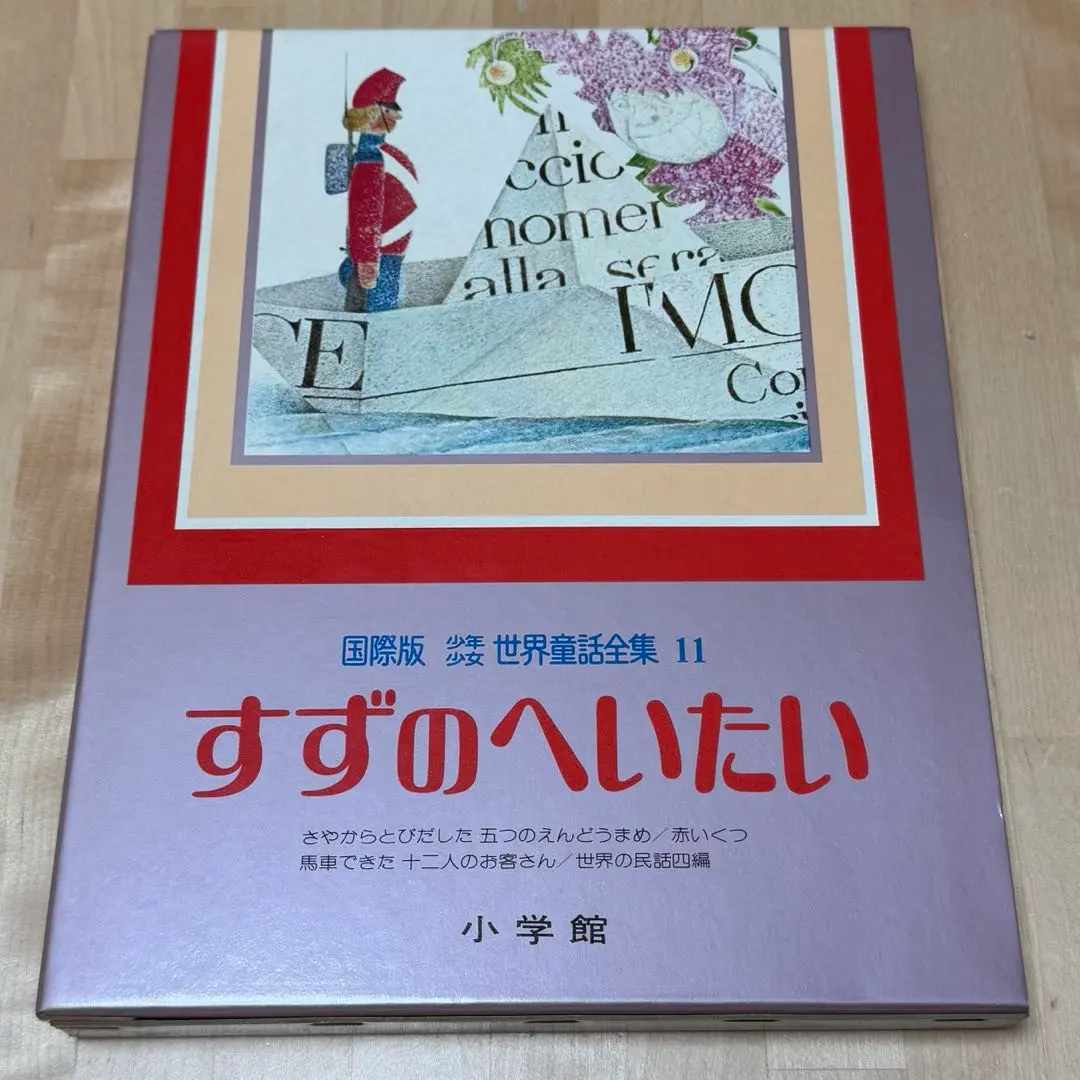 n
ccio
nomer
alla sera
CE IMO
Co
国際版 少年少女 世界童話全集 11
すずのへいたい
さやからとびだした 五つのえんどうまめ／赤いくつ
馬車できた 十二人のお客さん／世界の民話四編
小学館